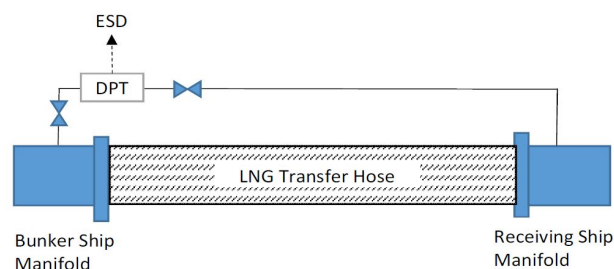 ESD
DPT
LNG Transfer Hose
Bunker Ship
Manifold
Receiving Ship
Manifold